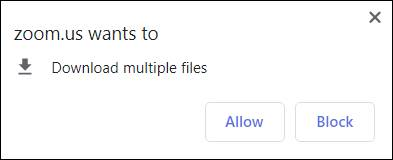 zoom.us wants to
Download multiple files
Allow Block